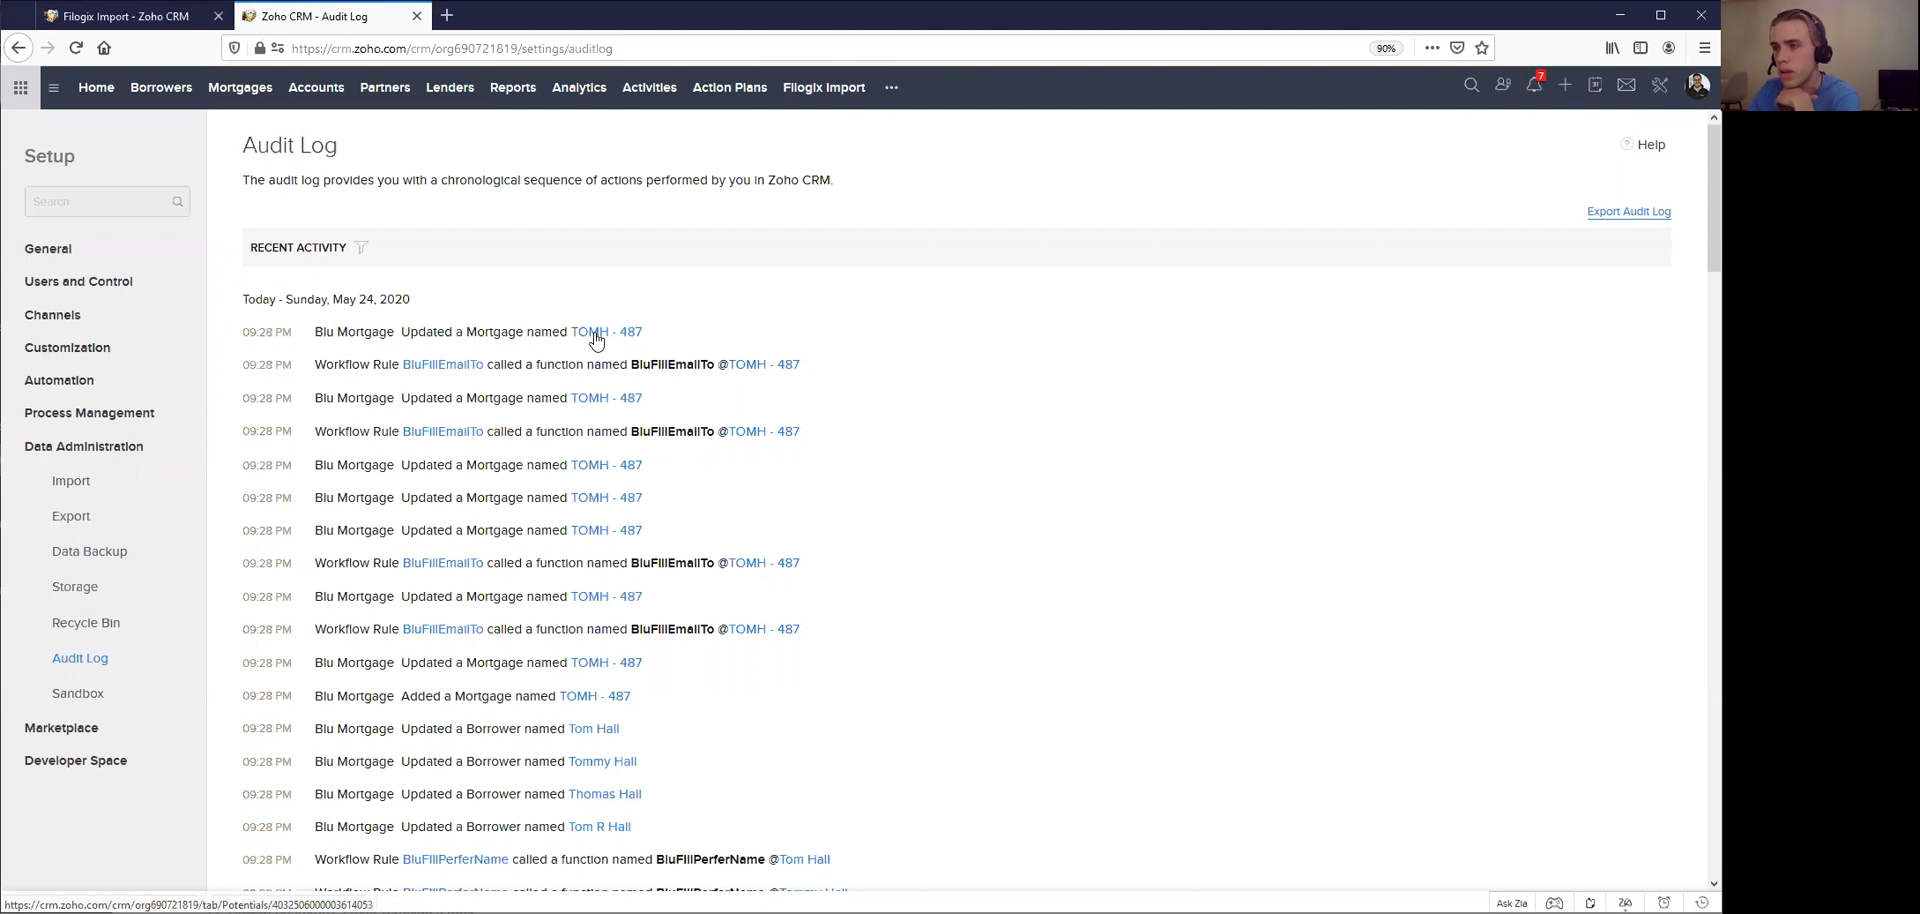 Filogix Import - Zoho CRM
Zoho CRM - Audit Log
https://crm.zoho.com/crm/org690721819/settings/auditlog
90%
Home Borrowers Mortgages Accounts Partners Lenders Reports Analytics Activities Action Plans Filogix Import
7
Setup
Search
General
Users and Control
Channels
Customization
Automation
Process Management
Data Administration
Import
Export
Data Backup
Storage
Recycle Bin
Audit Log
Sandbox
Marketplace
Developer Space
Audit Log
Help
The audit log provides you with a chronological sequence of actions performed by you in Zoho CRM.
Export Audit Log
RECENT ACTIVITY
Today - Sunday, May 24, 2020
09:28 PM Blu Mortgage Updated a Mortgage named TOMH - 487
09:28 PM Workflow Rule BluFillEmailTo called a function named BluFillEmailTo @TOMH - 487
09:28 PM Blu Mortgage Updated a Mortgage named TOMH - 487
09:28 PM Workflow Rule BluFillEmailTo called a function named BluFillEmailTo @TOMH - 487
09:28 PM Blu Mortgage Updated a Mortgage named TOMH - 487
09:28 PM Blu Mortgage Updated a Mortgage named TOMH - 487
09:28 PM Blu Mortgage Updated a Mortgage named TOMH - 487
09:28 PM Workflow Rule BluFillEmailTo called a function named BluFillEmailTo @TOMH - 487
09:28 PM Blu Mortgage Updated a Mortgage named TOMH - 487
09:28 PM Workflow Rule BluFillEmailTo called a function named BluFillEmailTo @TOMH - 487
09:28 PM Blu Mortgage Updated a Mortgage named TOMH - 487
09:28 PM Blu Mortgage Added a Mortgage named TOMH - 487
09:28 PM Blu Mortgage Updated a Borrower named Tom Hall
09:28 PM Blu Mortgage Updated a Borrower named Tommy Hall
09:28 PM Blu Mortgage Updated a Borrower named Thomas Hall
09:28 PM Blu Mortgage Updated a Borrower named Tom R Hall
09:28 PM Workflow Rule BluFillPerferName called a function named BluFillPerferName @Tom Hall
https://crm.zoho.com/crm/org690721819/tab/Potentials/4032506000003614053
Ask Zia